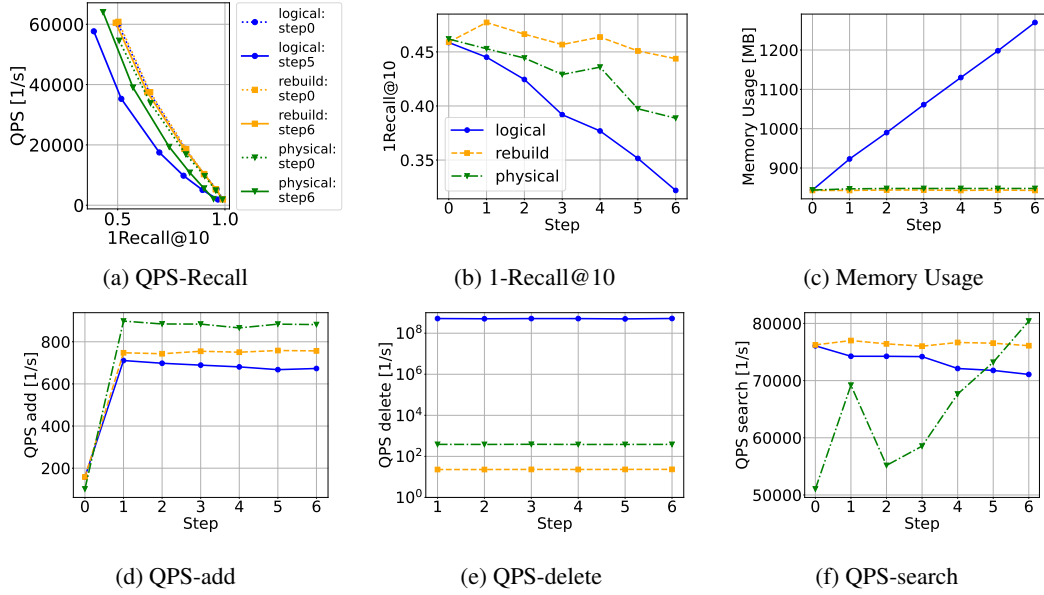 60000
40000
20000
0
0.5
1.0
QPS [1/s]
1Recall@10
logical:
step0
logical:
step5
rebuild:
step0
rebuild:
step6
physical:
step0
physical:
step6
(a) QPS-Recall
0.45
0.40
0.35
0 1 2 3 4 5 6
1Recall@10
Step
logical
rebuild
physical
(b) 1-Recall@10
1200
1100
1000
900
0 1 2 3 4 5 6
Memory Usage [MB]
Step
(c) Memory Usage
800
600
400
200
0 1 2 3 4 5 6
QPS add [1/s]
Step
(d) QPS-add
10^8
10^6
10^4
10^2
10^0
1 2 3 4 5 6
QPS delete [1/s]
Step
(e) QPS-delete
80000
70000
60000
50000
0 1 2 3 4 5 6
QPS search [1/s]
Step
(f) QPS-search